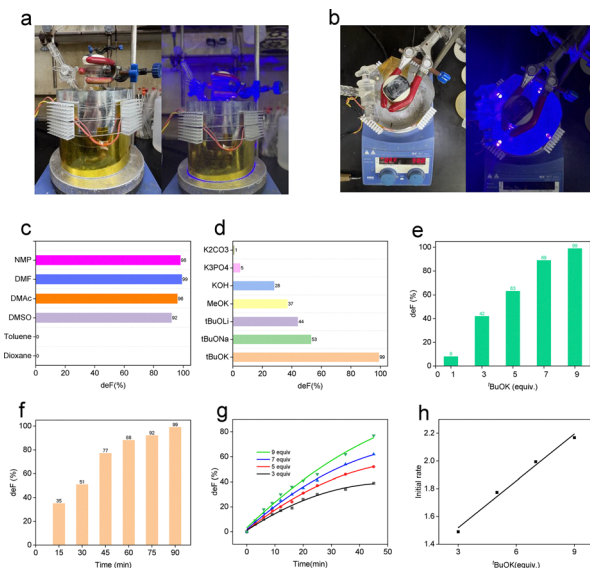 a
b
c
NMP
98
DMF
99
DMAc
96
DMSO
92
Toluene
0
Dioxane
0
0 20 40 60 80 100
deF(%)
d
K2CO3
1
K3PO4
5
KOH
28
MeOK
37
tBuOLi
44
tBuONa
53
tBuOK
99
0 20 40 60 80 100
deF(%)
e
deF (%)
100
80
60
40
20
0
8
42
63
89
99
0 1 3 5 7 9
ᵗBuOK (equiv.)
f
deF (%)
100
80
60
40
20
0
35
51
77
88
92
99
0 15 30 45 60 75 90
Time (min)
g
deF (%)
100
80
60
40
20
0
9 equiv
7 equiv
5 equiv
3 equiv
0 10 20 30 40 50
Time(min)
h
Initial rate
2.4
2.2
2.0
1.8
1.6
1.4
3 6 9
ᵗBuOK(equiv.)